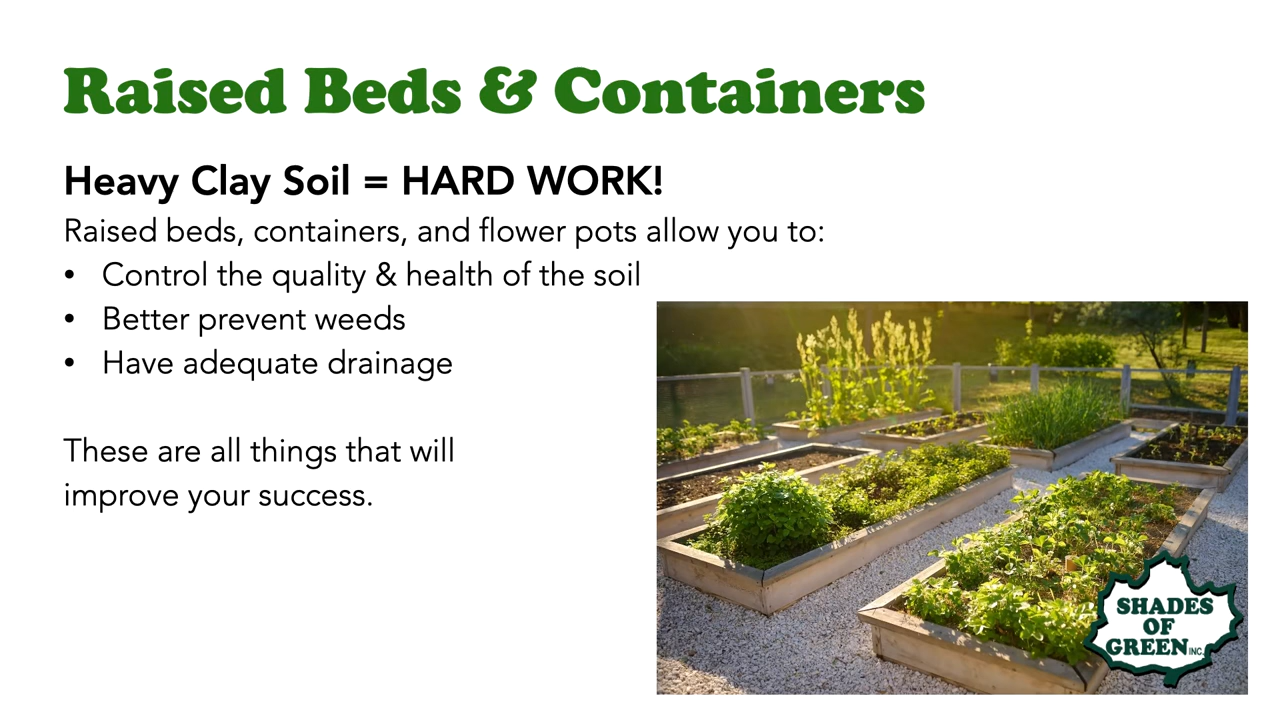 Raised Beds & Containers
Heavy Clay Soil = HARD WORK!
Raised beds, containers, and flower pots allow you to:
• Control the quality & health of the soil
• Better prevent weeds
• Have adequate drainage
These are all things that will
improve your success.
SHADES
OF
GREEN INC.